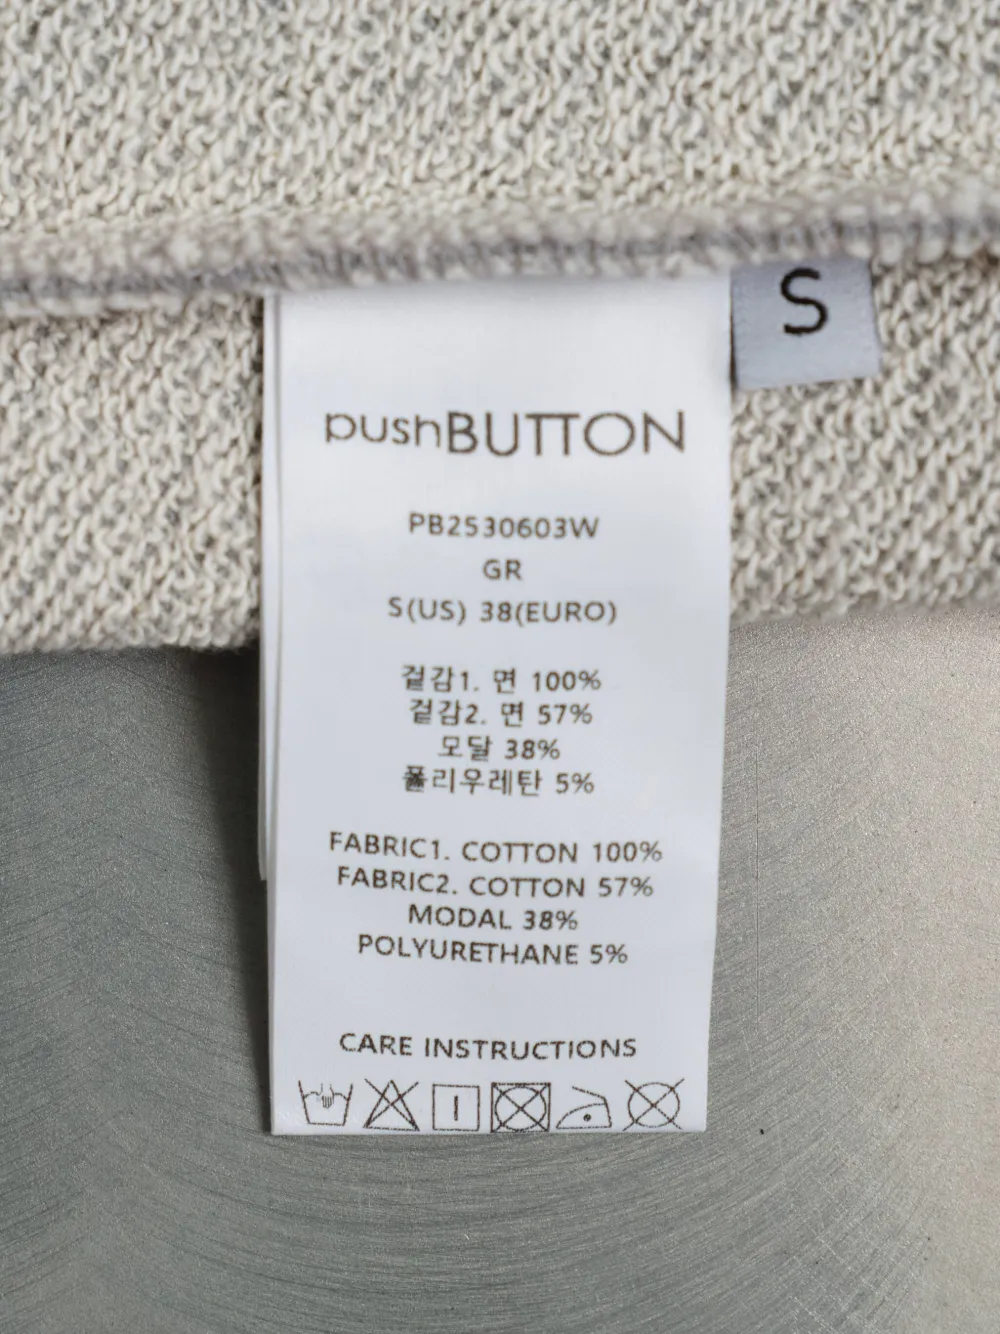 S
pushBUTTON
PB2530603W
GR
S(US) 38(EURO)
겉감1. 면 100%
겉감2. 면 57%
모달 38%
폴리우레탄 5%
FABRIC1. COTTON 100%
FABRIC2. COTTON 57%
MODAL 38%
POLYURETHANE 5%
CARE INSTRUCTIONS